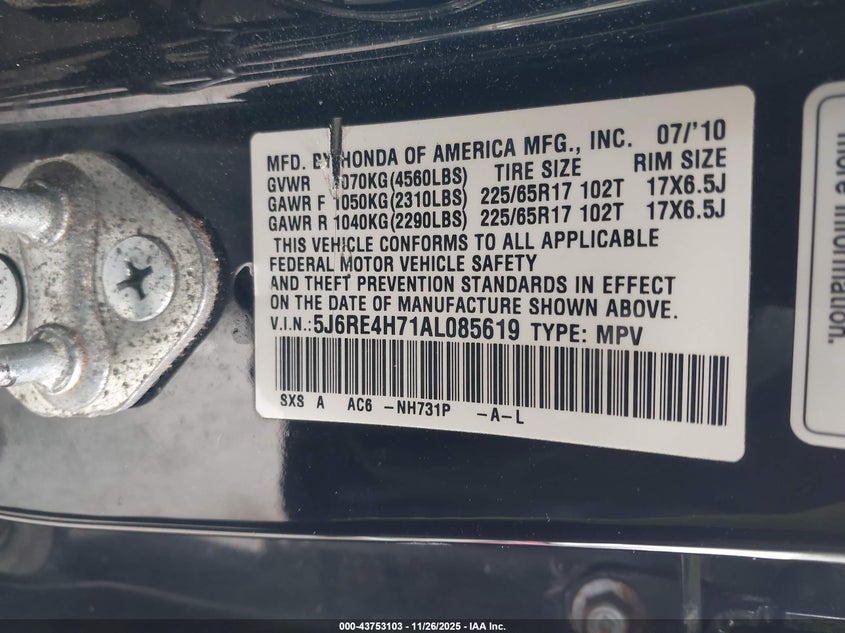 MFD. BY HONDA OF AMERICA MFG., INC. 07/'10
GVWR 070KG(4560LBS) TIRE SIZE RIM SIZE
GAWR F 1050KG(2310LBS) 225/65R17 102T 17X6.5J
GAWR R 1040KG(2290LBS) 225/65R17 102T 17X6.5J
THIS VEHICLE CONFORMS TO ALL APPLICABLE
FEDERAL MOTOR VEHICLE SAFETY
AND THEFT PREVENTION STANDARDS IN EFFECT
ON THE DATE OF MANUFACTURE SHOWN ABOVE.
V.I.N.: 5J6RE4H71AL085619 TYPE: MPV
SXS A AC6 -NH731P -A-L
more information.
000-43753103 - 11/26/2025 - IAA Inc.